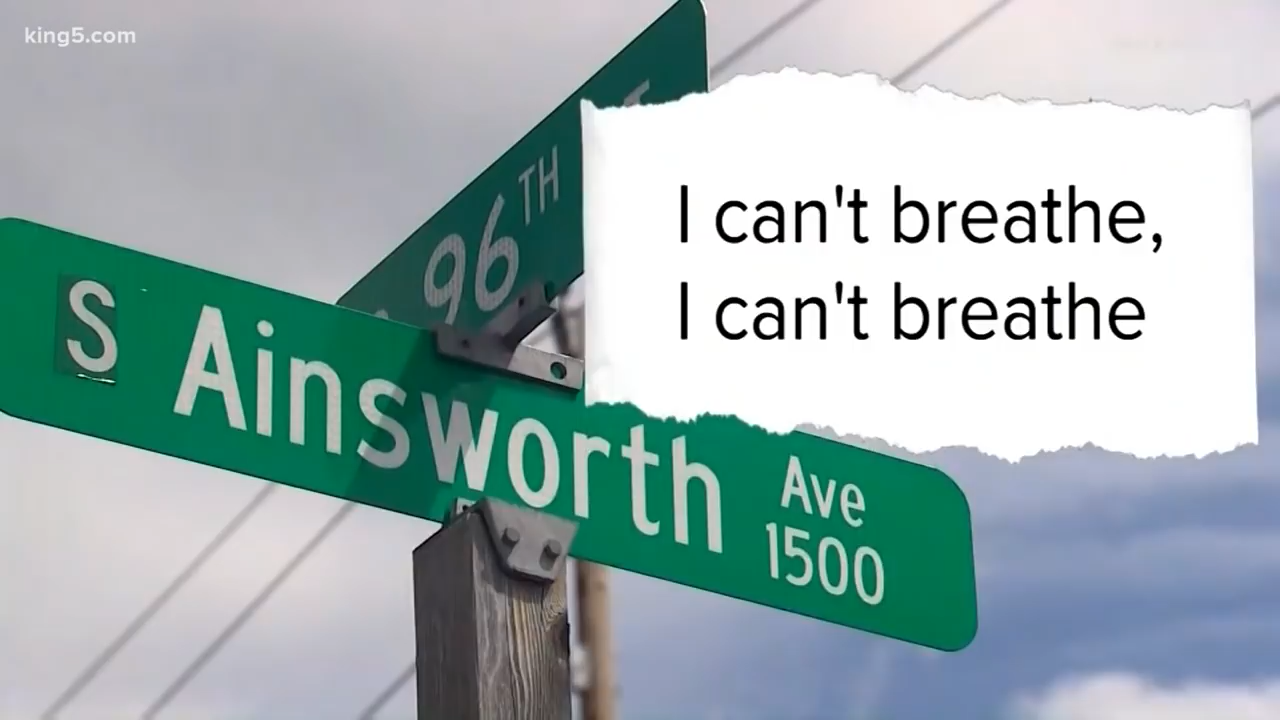 king5.com
96TH
S Ainsworth Ave
1500
I can't breathe,
I can't breathe